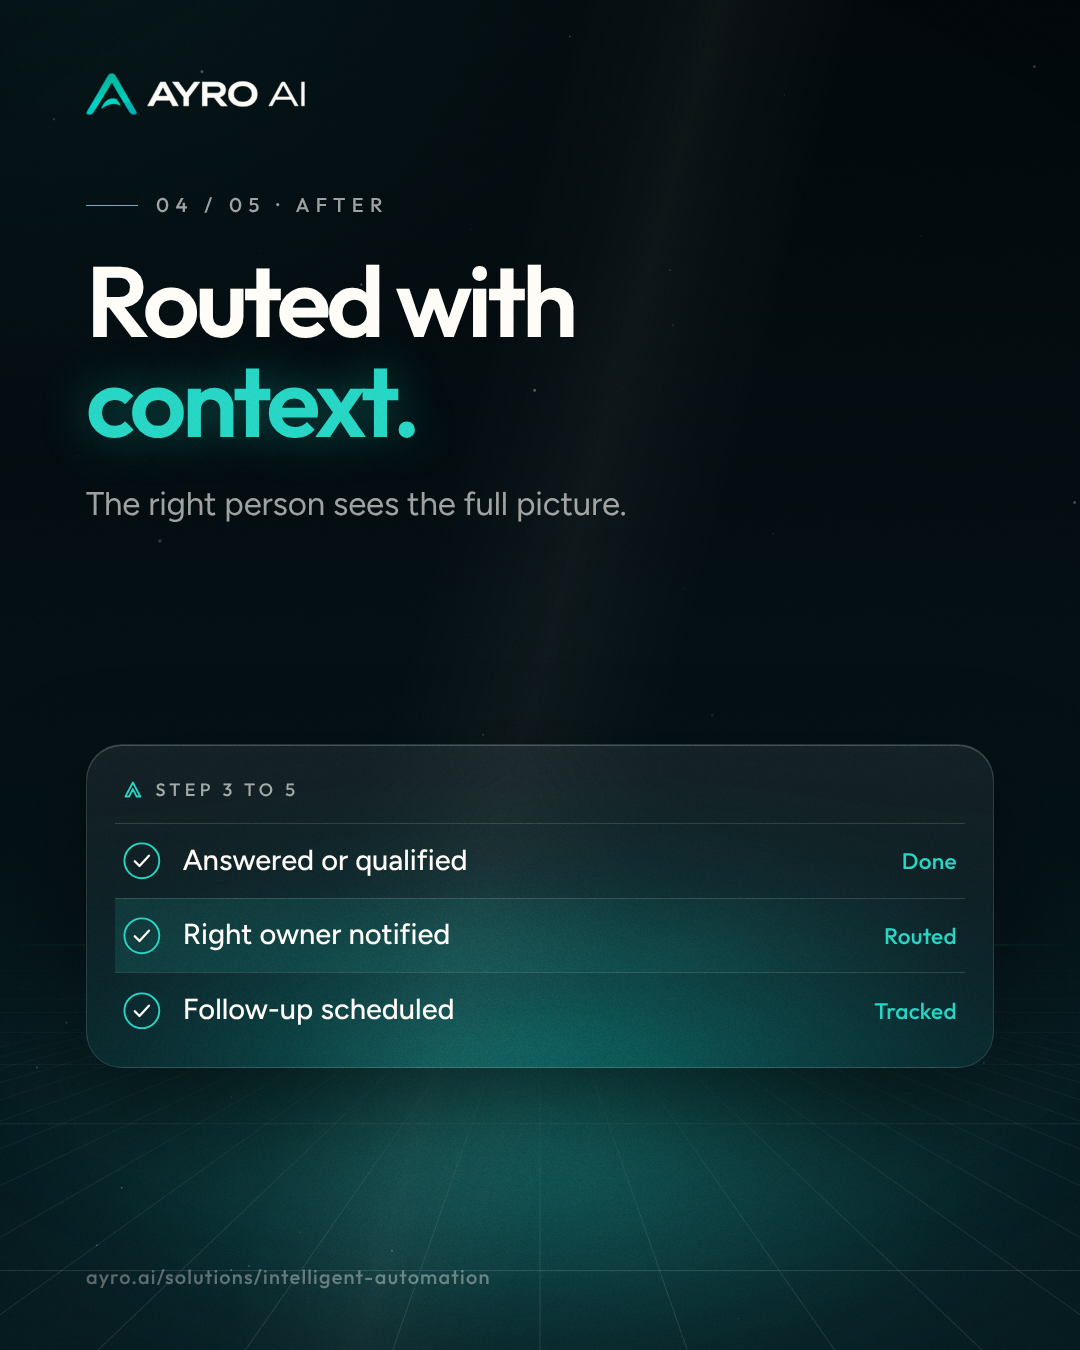 AYRO AI
04 / 05 · AFTER
Routed with
context.
The right person sees the full picture.
STEP 3 TO 5
Answered or qualified Done
Right owner notified Routed
Follow-up scheduled Tracked
ayro.ai/solutions/intelligent-automation